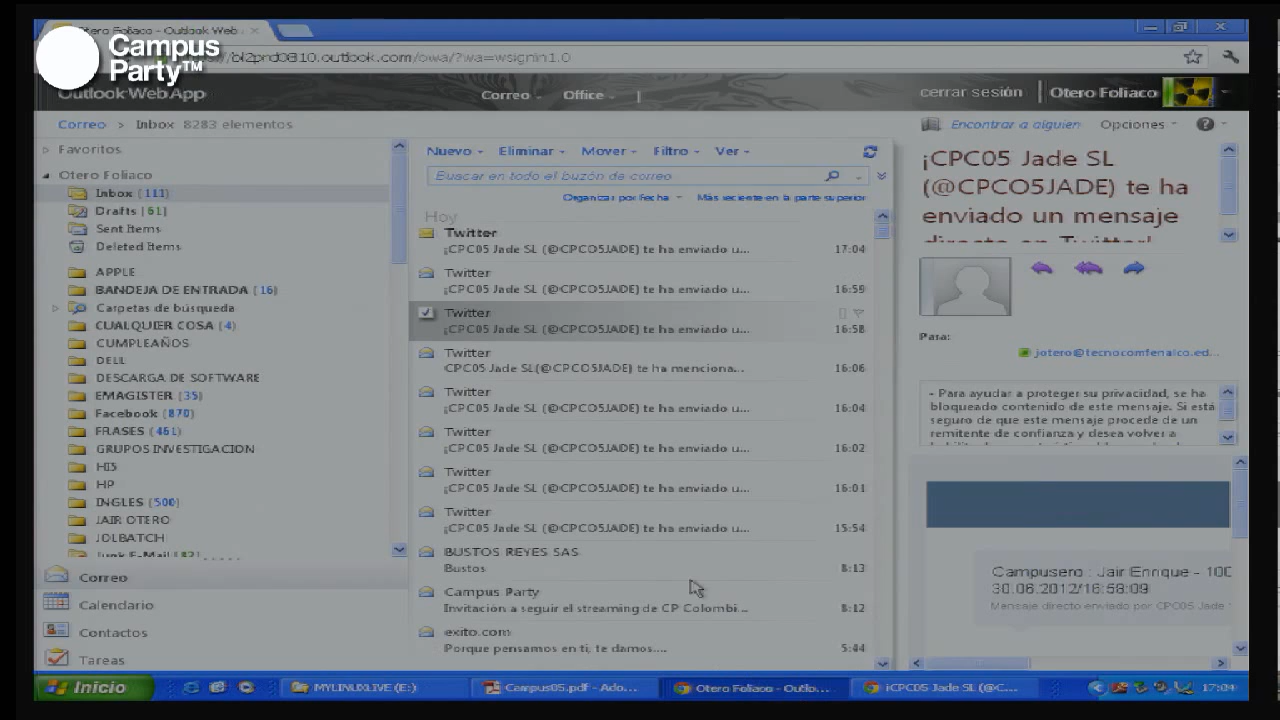 Otero Foliaco - Outlook Web
Campus
Party™
//bl2prd0810.outlook.com/owa/?wa=wsignin1.0
Outlook Web App
Correo Office
cerrar sesión
Otero Foliaco
Correo > Inbox 8283 elementos
Encontrar a alguien Opciones
Favoritos
Otero Foliaco
Inbox (111)
Drafts [61]
Sent Items
Deleted Items
APPLE
BANDEJA DE ENTRADA (16)
Carpetas de búsqueda
CUALQUIER COSA (4)
CUMPLEAÑOS
DELL
DESCARGA DE SOFTWARE
EMAGISTER (35)
Facebook (870)
FRASES (461)
GRUPOS INVESTIGACION
HI5
HP
INGLES (500)
JAIR OTERO
JOLBATCH
Junk E-Mail [82]
Correo
Calendario
Contactos
Tareas
Nuevo Eliminar Mover Filtro Ver
Buscar en todo el buzón de correo
Organizar por Fecha Más reciente en la parte superior
Hoy
Twitter
¡CPC05 Jade SL (@CPCO5JADE) te ha enviado u... 17:04
Twitter
¡CPC05 Jade SL (@CPCO5JADE) te ha enviado u... 16:59
Twitter
¡CPC05 Jade SL (@CPCO5JADE) te ha enviado u... 16:58
Twitter
CPC05 Jade SL(@CPCO5JADE) te ha menciona... 16:06
Twitter
¡CPC05 Jade SL (@CPCO5JADE) te ha enviado u... 16:04
Twitter
¡CPC05 Jade SL (@CPCO5JADE) te ha enviado u... 16:02
Twitter
¡CPC05 Jade SL (@CPCO5JADE) te ha enviado u... 16:01
Twitter
¡CPC05 Jade SL (@CPCO5JADE) te ha enviado u... 15:54
BUSTOS REYES SAS
Bustos 8:13
Campus Party
Invitación a seguir el streaming de CP Colombi... 8:12
exito.com
Porque pensamos en ti, te damos.... 5:44
¡CPC05 Jade SL
(@CPCO5JADE) te ha
enviado un mensaje
directo en Twitter!
Para:
jotero@tecnocomfenalco.ed...
- Para ayudar a proteger su privacidad, se ha
bloqueado contenido de este mensaje. Si está
seguro de que este mensaje procede de un
remitente de confianza y desea volver a
Campusero : Jair Enrique - 100
30.06.2012/16:58:09
Mensaje directo enviado por CPC05 Jade
Inicio
MYLINUXLIVE (E:)
Campus05.pdf - Ado...
Otero Foliaco - Outlo...
¡CPC05 Jade SL (@C...
17:04